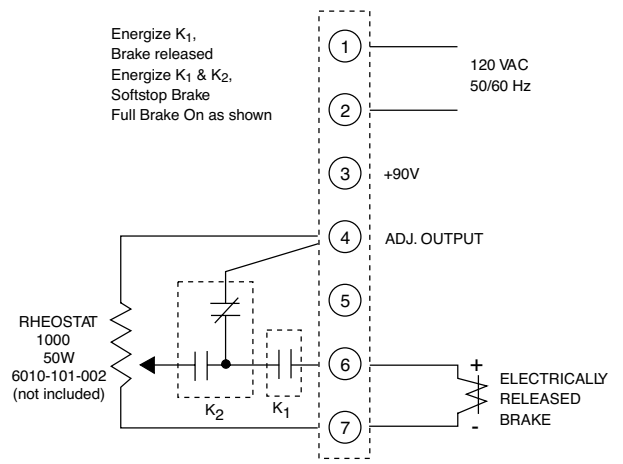 Energize K1,
Brake released
Energize K1 & K2,
Softstop Brake
Full Brake On as shown
1
120 VAC
50/60 Hz
2
3
+90V
4
ADJ. OUTPUT
5
RHEOSTAT
1000
50W
6010-101-002
(not included)
K2
K1
6
+
ELECTRICALLY
RELEASED
BRAKE
-
7